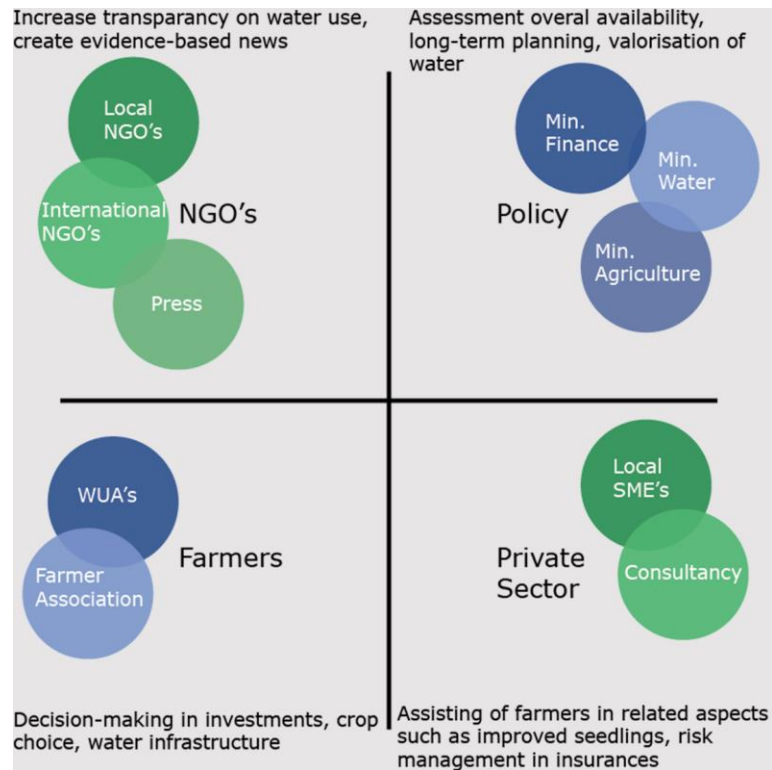 Increase transparancy on water use,
create evidence-based news
Assessment overal availability,
long-term planning, valorisation of
water
Local
NGO's
International
NGO's
Press
NGO's
Min.
Finance
Min.
Water
Min.
Agriculture
Policy
WUA's
Farmer
Association
Farmers
Local
SME's
Consultancy
Private
Sector
Decision-making in investments, crop
choice, water infrastructure
Assisting of farmers in related aspects
such as improved seedlings, risk
management in insurances